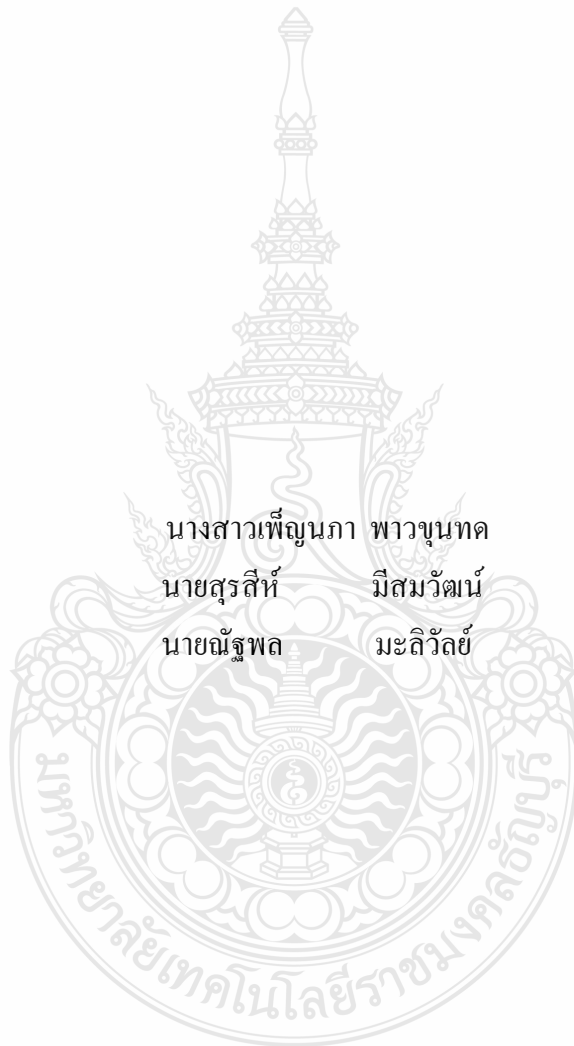 นางสาวเพ็ญนภา พาวขุนทด
นายสุรสีห์ มีสมวัฒน์
นายณัฐพล มะลิวัลย์
มหาวิทยาลัยเทคโนโลยีราชมงคลธัญบุรี